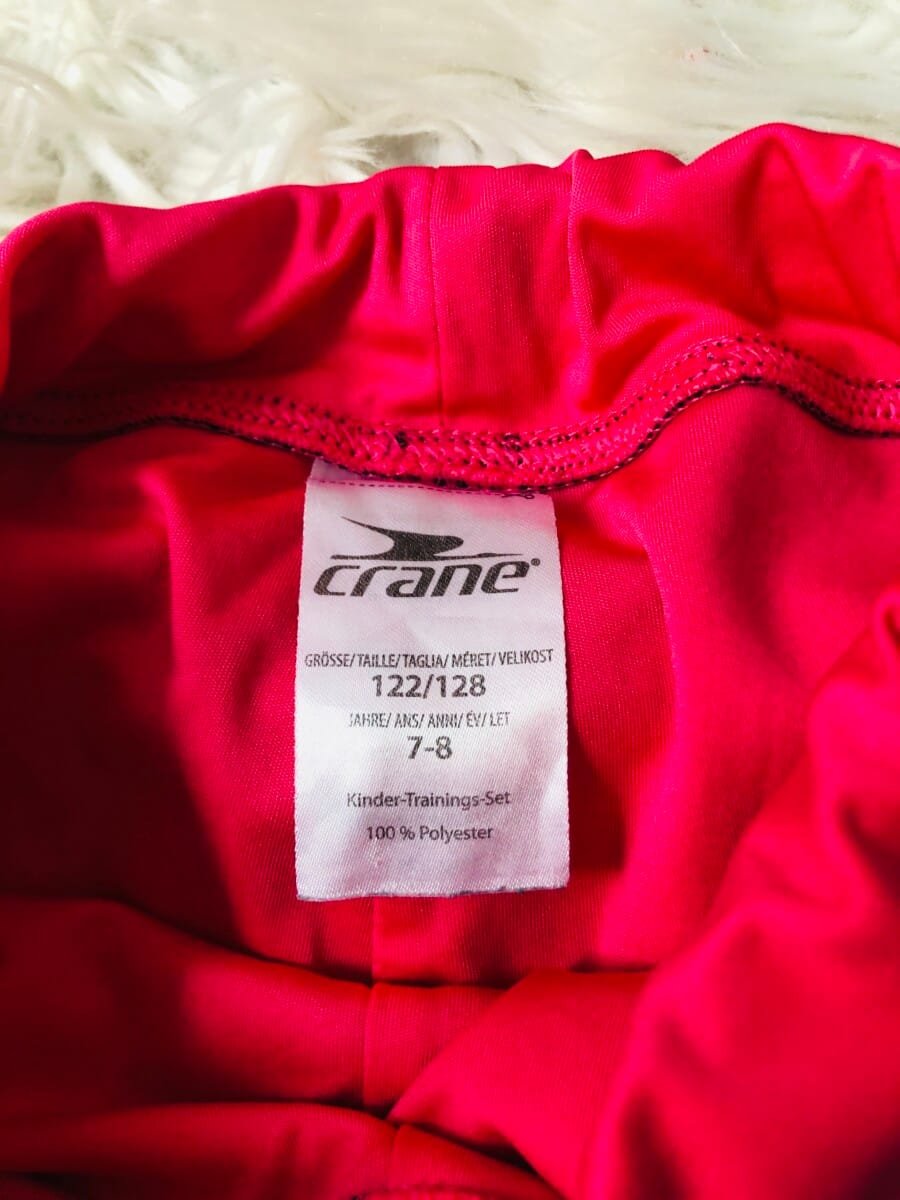 crane®
GRÖSSE/TAILLE/TAGLIA/ MÉRET/ VELIKOST
122/128
JAHRE/ ANS/ ANNI/ ÉV/ LET
7-8
Kinder-Trainings-Set
100 % Polyester